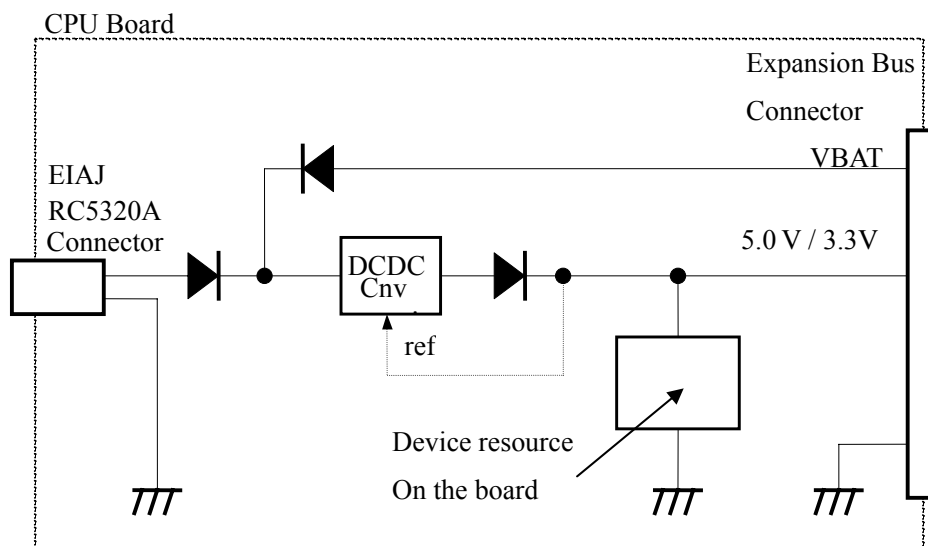 CPU Board
Expansion Bus
Connector
VBAT
EIAJ
RC5320A
Connector
5.0 V / 3.3V
DCDC
Cnv
ref
Device resource
On the board